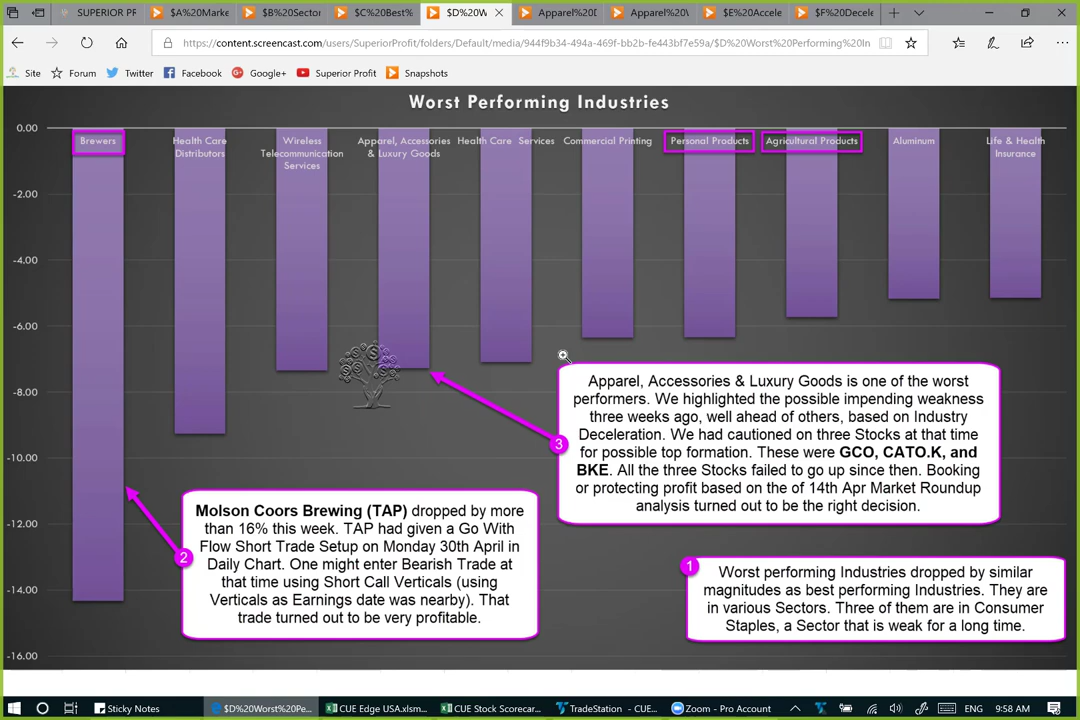 SUPERIOR PF
$A%20Marke
$B%20Sector
$C%20Best%
$D%20W
Apparel%20D
Apparel%20V
$E%20Accele
$F%20Decele
https://content.screencast.com/users/SuperiorProfit/folders/Default/media/944f9b34-494a-469f-bb2b-fe443bf7e59a/$D%20Worst%20Performing%20In
Site
Forum
Twitter
Facebook
Google+
Superior Profit
Snapshots
Worst Performing Industries
0.00
-2.00
-4.00
-6.00
-8.00
-10.00
-12.00
-14.00
-16.00
Brewers
Health Care
Distributors
Wireless
Telecommunication
Services
Apparel, Accessories
& Luxury Goods
Health Care Services
Commercial Printing
Personal Products
Agricultural Products
Aluminum
Life & Health
Insurance
3
Apparel, Accessories & Luxury Goods is one of the worst
performers. We highlighted the possible impending weakness
three weeks ago, well ahead of others, based on Industry
Deceleration. We had cautioned on three Stocks at that time
for possible top formation. These were GCO, CATO.K, and
BKE. All the three Stocks failed to go up since then. Booking
or protecting profit based on the of 14th Apr Market Roundup
analysis turned out to be the right decision.
2
Molson Coors Brewing (TAP) dropped by more
than 16% this week. TAP had given a Go With
Flow Short Trade Setup on Monday 30th April in
Daily Chart. One might enter Bearish Trade at
that time using Short Call Verticals (using
Verticals as Earnings date was nearby). That
trade turned out to be very profitable.
1
Worst performing Industries dropped by similar
magnitudes as best performing Industries. They are
in various Sectors. Three of them are in Consumer
Staples, a Sector that is weak for a long time.
Sticky Notes
$D%20Worst%20Pe...
CUE Edge USA.xlsm...
CUE Stock Scorecar...
TradeStation - CUE...
Zoom - Pro Account
ENG
9:58 AM